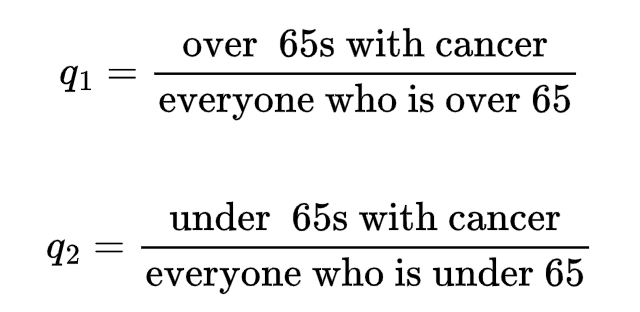 q₁ = over 65s with cancer / everyone who is over 65
q₂ = under 65s with cancer / everyone who is under 65